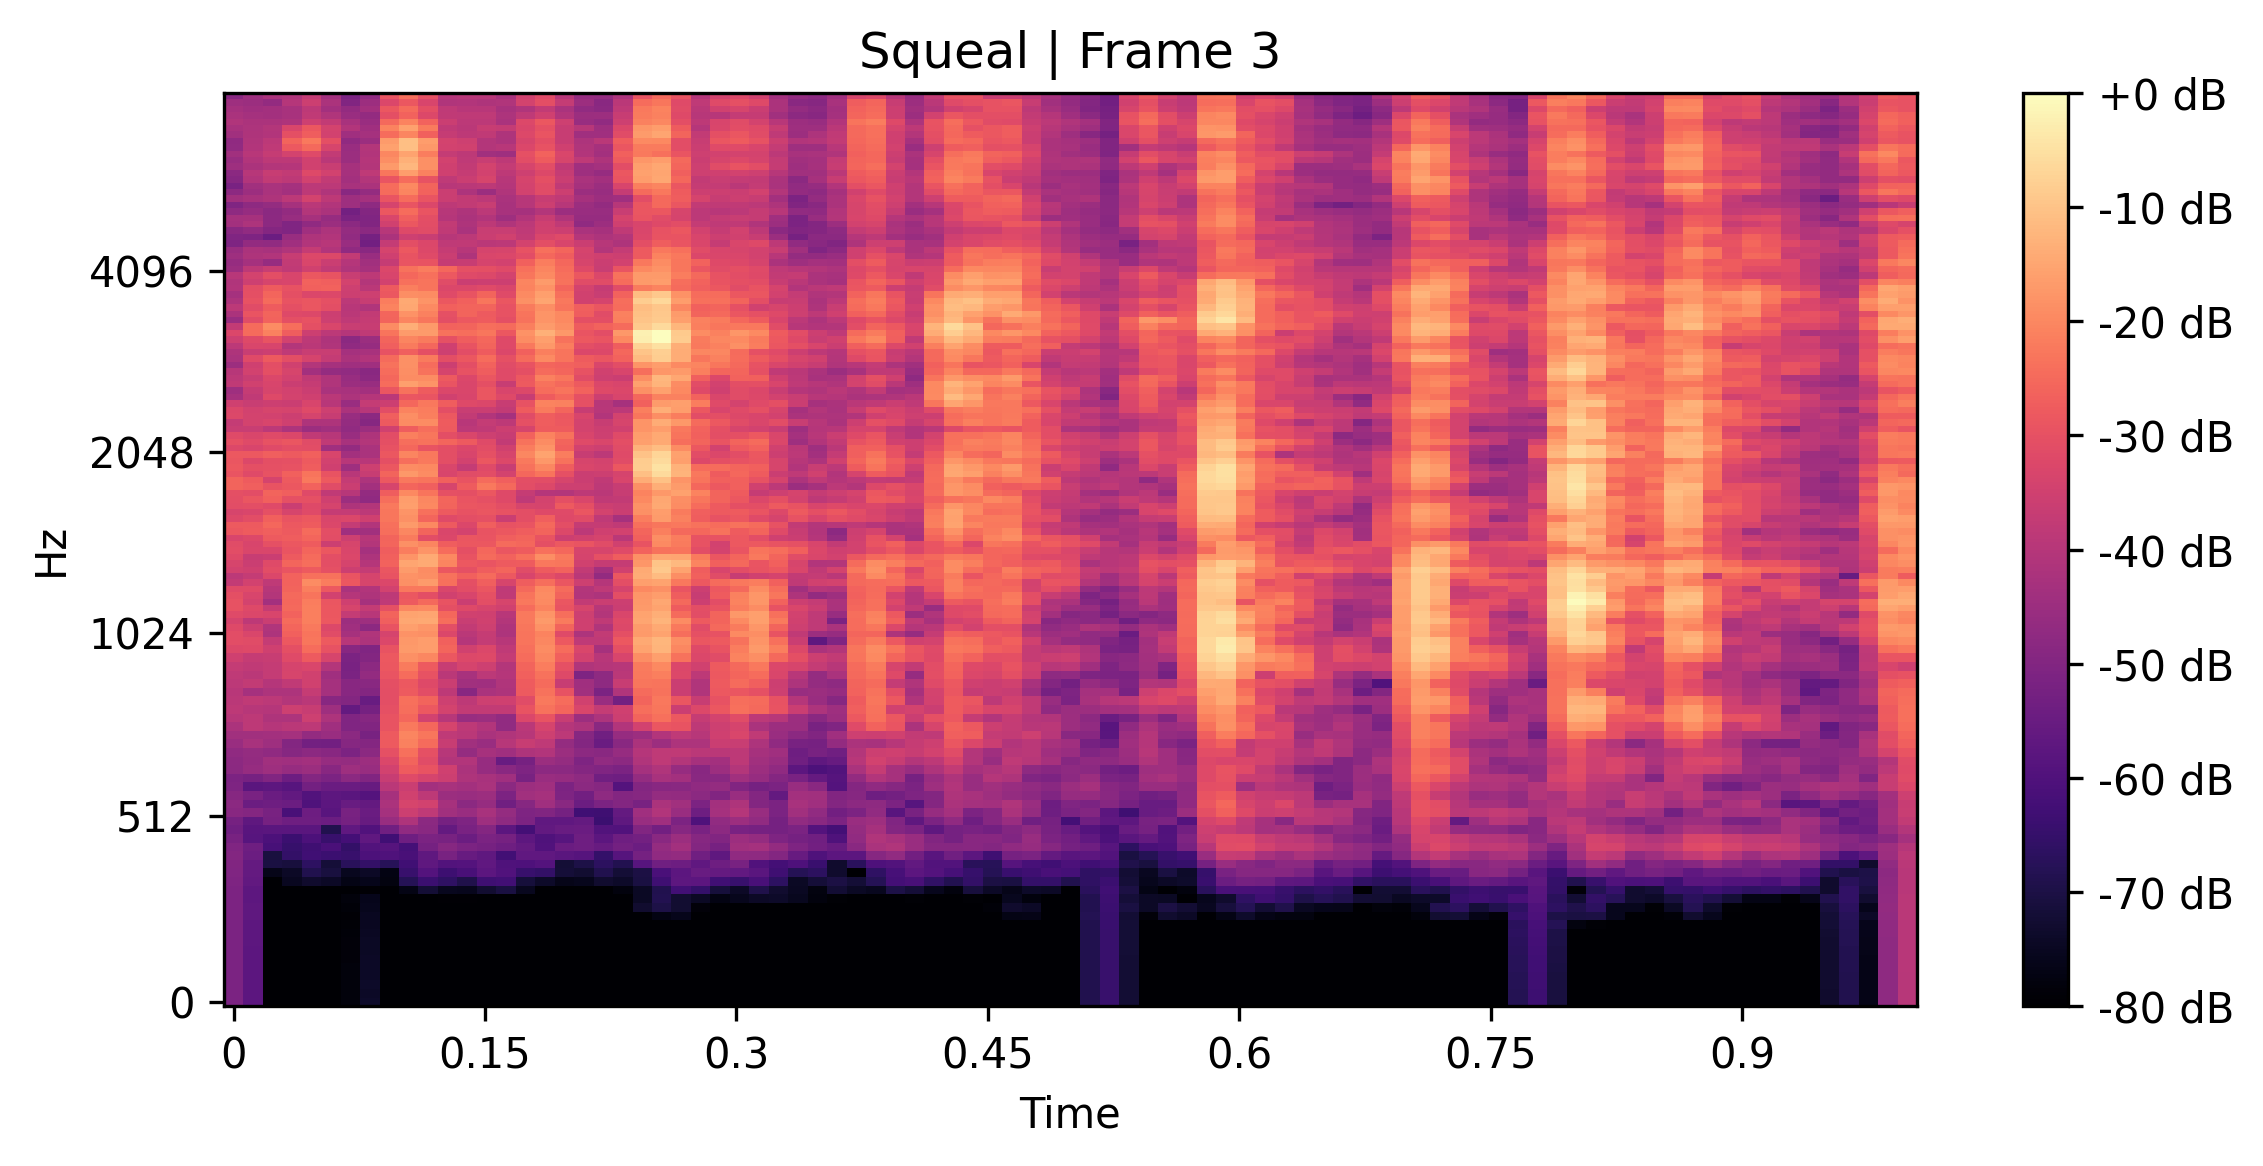 Squeal | Frame 3
+0 dB
-10 dB
-20 dB
-30 dB
-40 dB
-50 dB
-60 dB
-70 dB
-80 dB
Hz
4096
2048
1024
512
0
0 0.15 0.3 0.45 0.6 0.75 0.9
Time